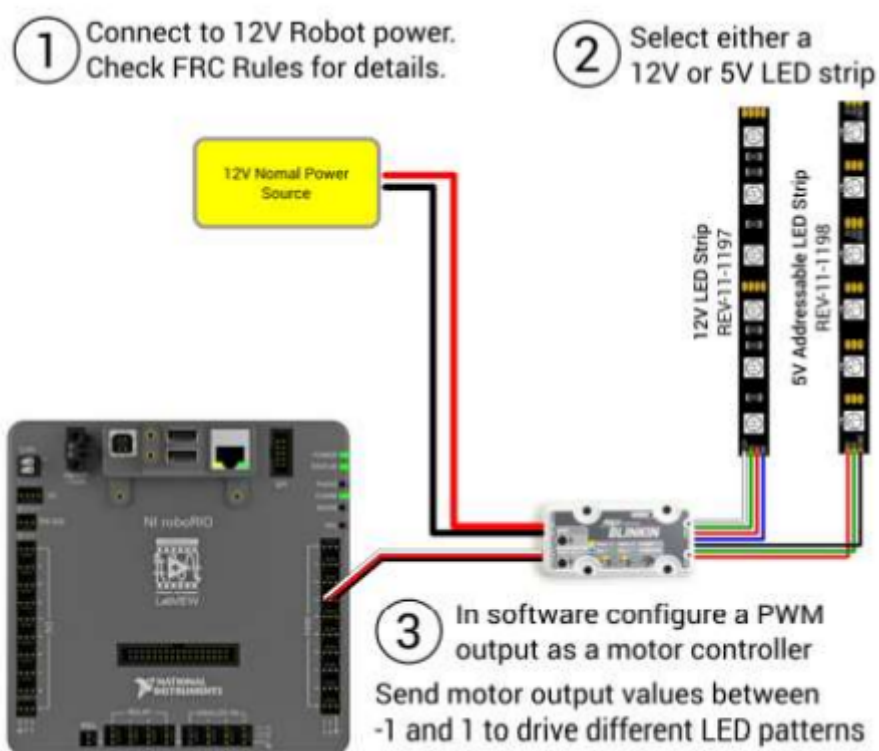 1
Connect to 12V Robot power.
Check FRC Rules for details.
2
Select either a
12V or 5V LED strip
12V Nomal Power
Source
12V LED Strip
REV-11-1197
5V Addressable LED Strip
REV-11-1198
NI roboRIO
LabVIEW
BLINKIN
NATIONAL
INSTRUMENTS
RELAY
ANALOG IN
3
In software configure a PWM
output as a motor controller
Send motor output values between
-1 and 1 to drive different LED patterns